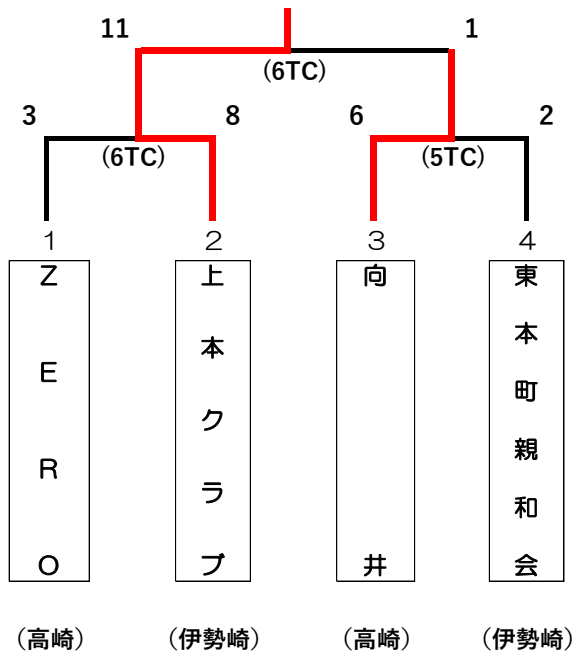 11 1
(6TC)
3 8 6 2
(6TC) (5TC)
1 2 3 4
ZERO 上本クラブ 向井 東本町親和会
(高崎) (伊勢崎) (高崎) (伊勢崎)